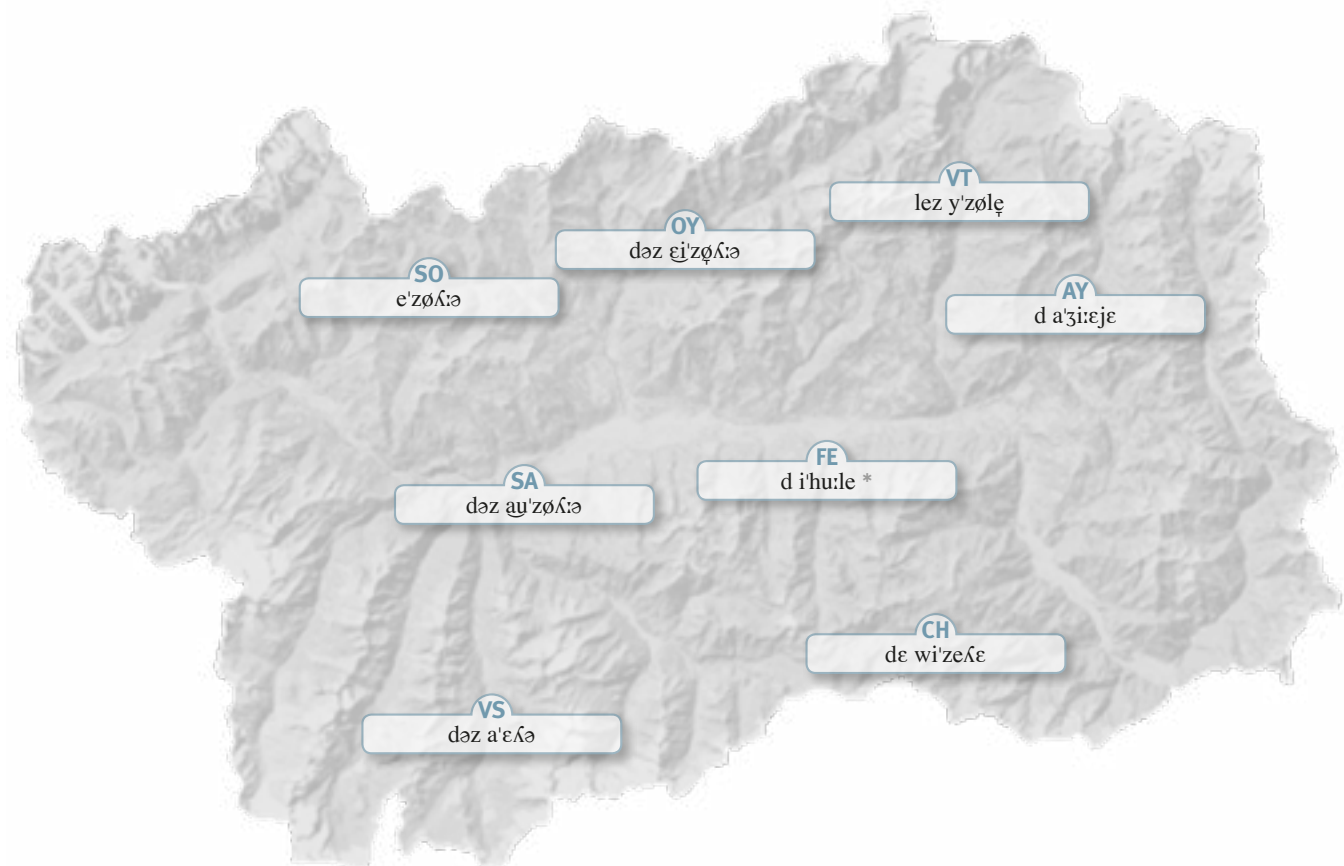 VT
lez y'zølę̣
OY
dəz ɛ͜i'zø̣ʎːə
SO
e'zøʎːə
AY
d a'ʒiːɛjɛ
FE
d i'huːle *
SA
dəz a͜u'zøʎːə
CH
dɛ wi'zeʎɛ
VS
dəz a'ɛʎə